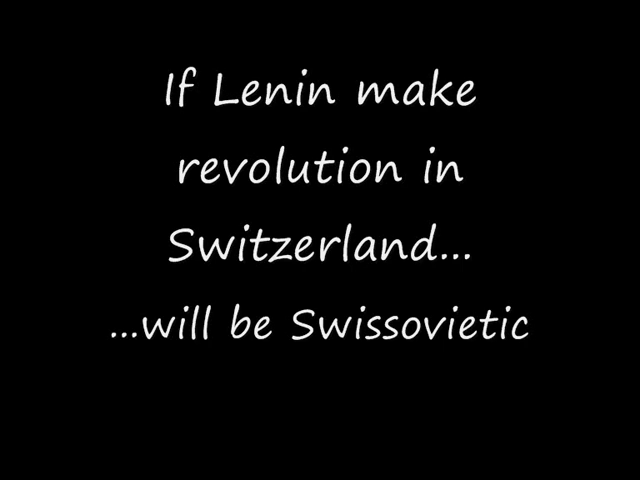 If Lenin make
revolution in
Switzerland...
...will be Swissovietic